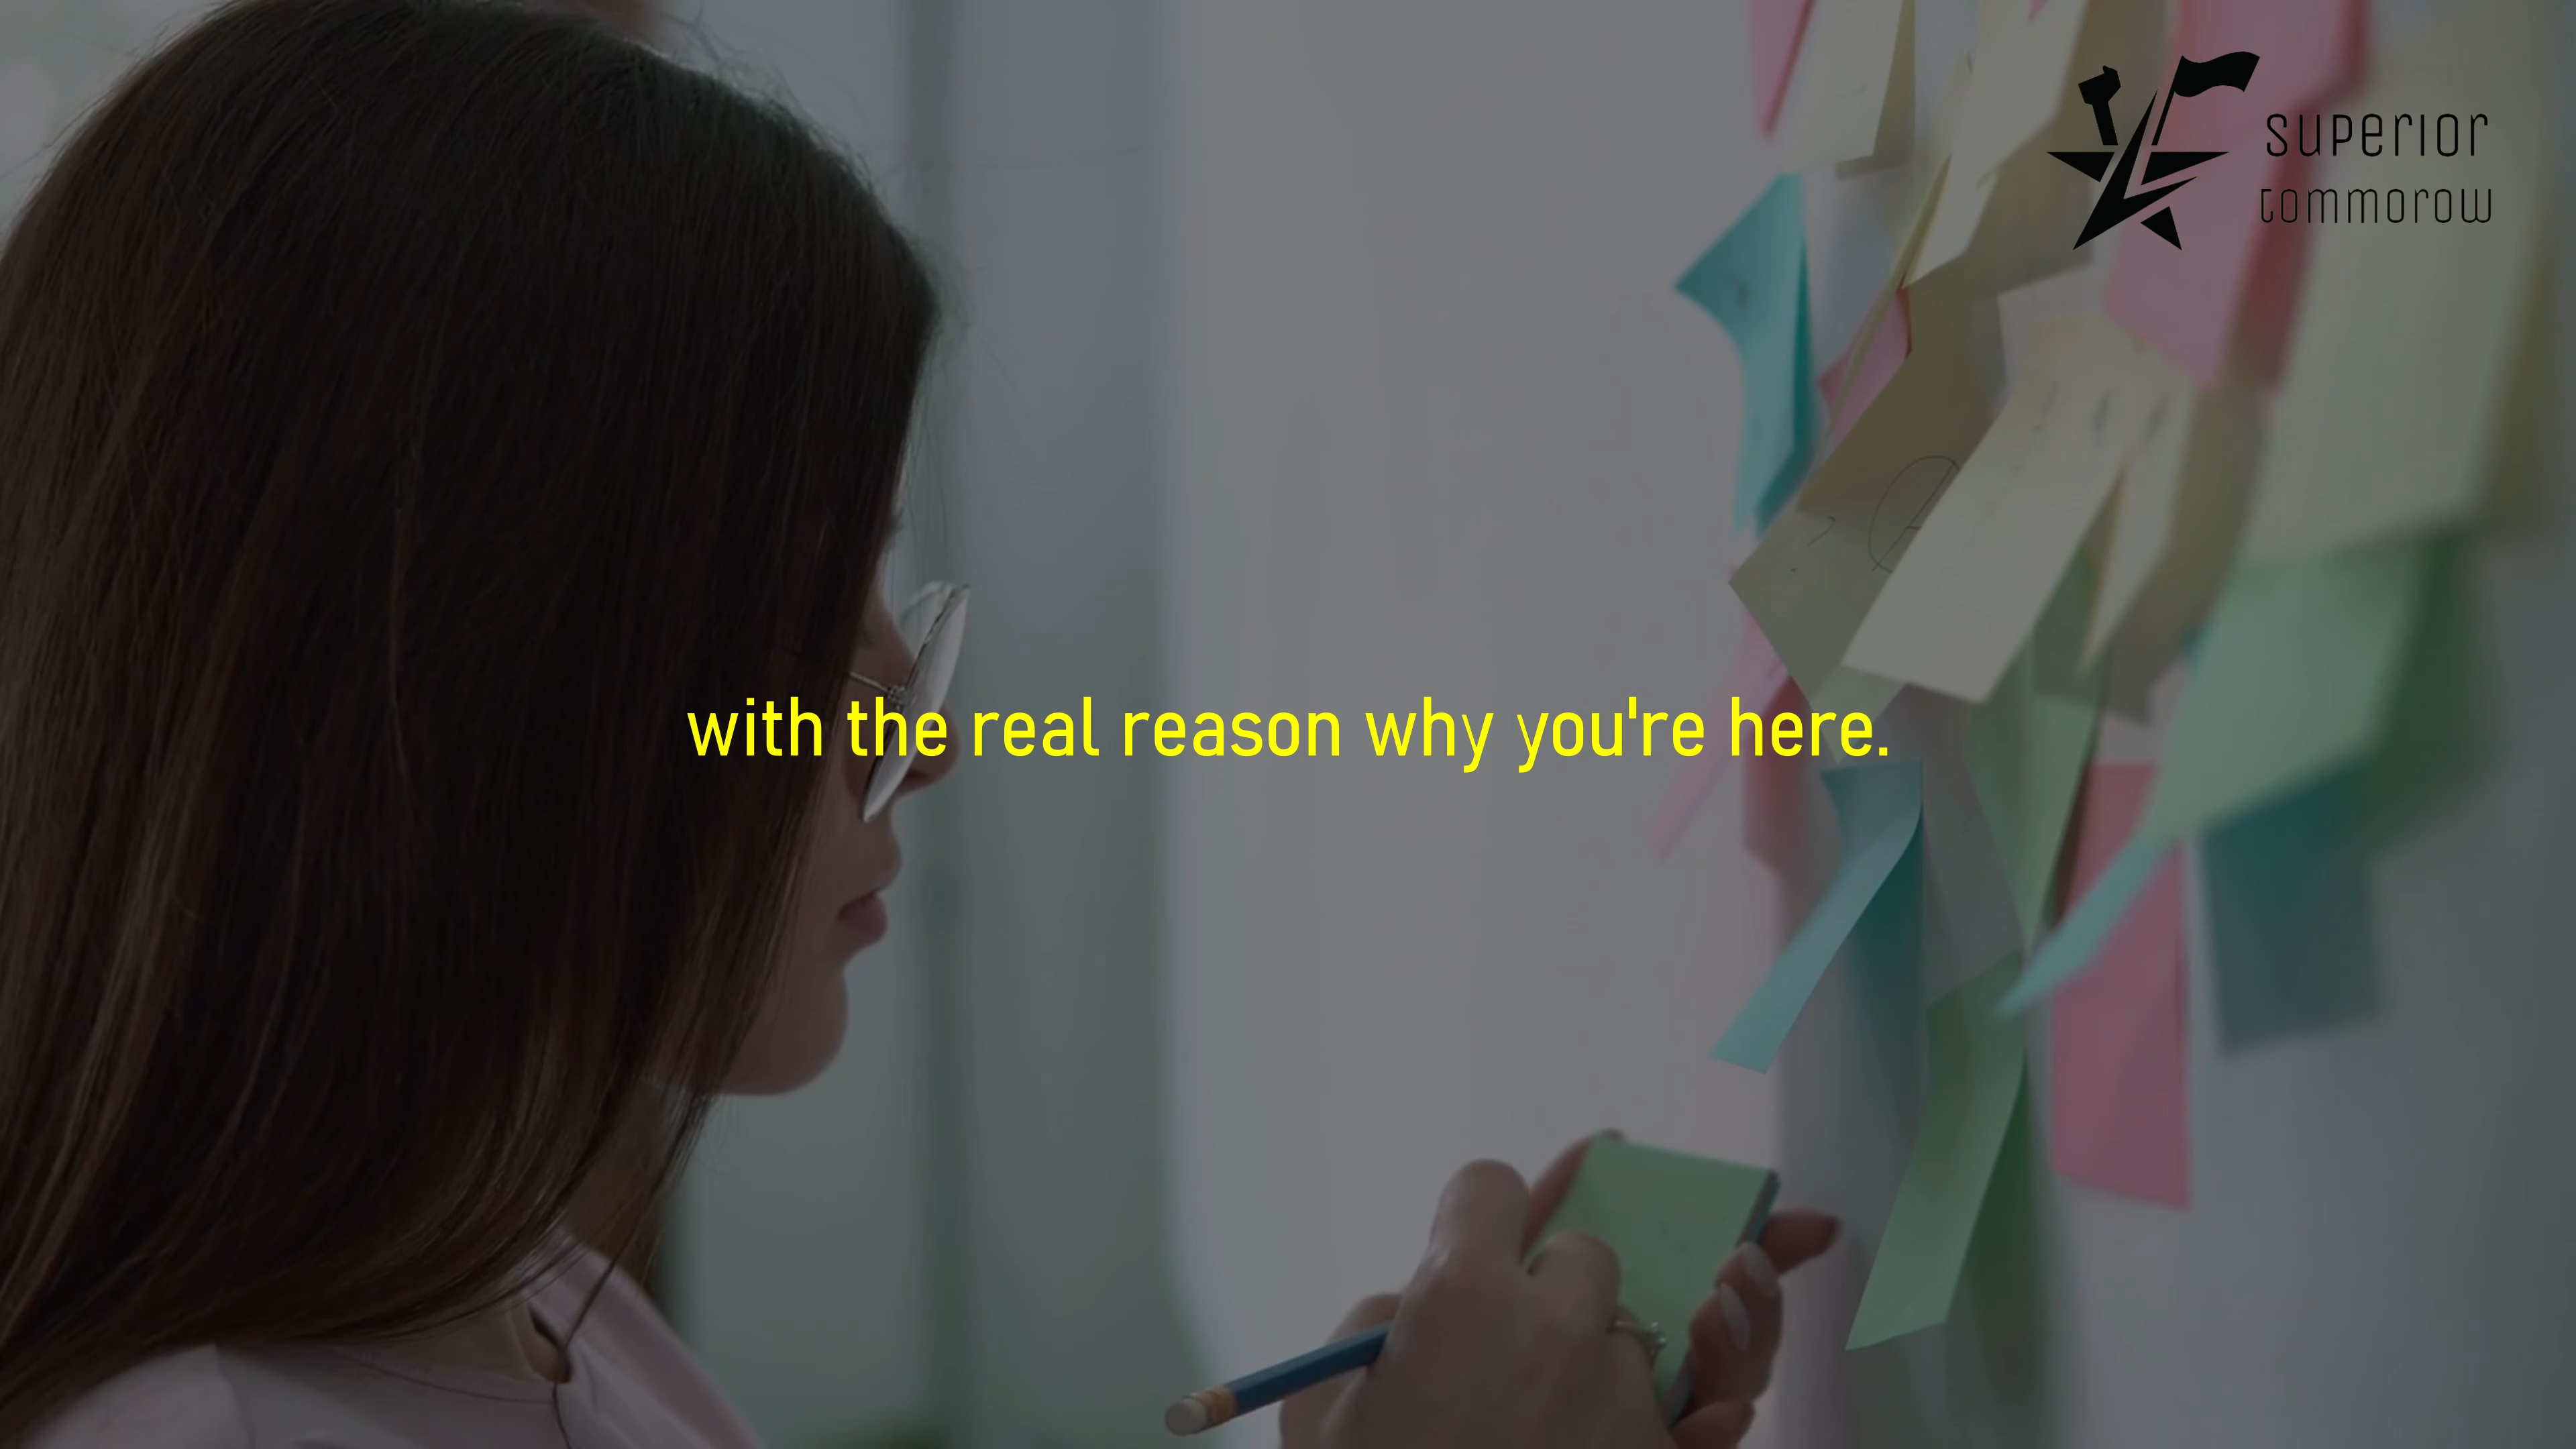 superior
tommorow
with the real reason why you're here.